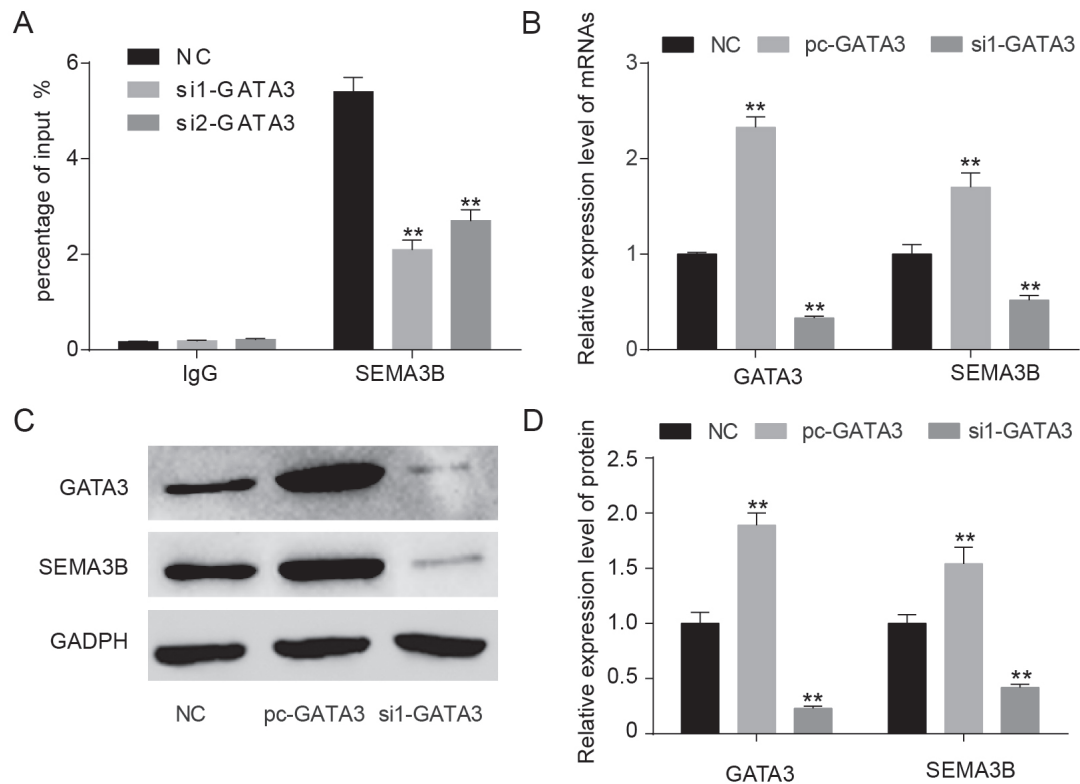 A
NC
si1-GATA3
si2-GATA3
percentage of input %
6
4
2
0
IgG
SEMA3B
**
**
B
NC pc-GATA3 si1-GATA3
Relative expression level of mRNAs
3
2
1
0
**
**
**
**
GATA3
SEMA3B
C
GATA3
SEMA3B
GADPH
NC pc-GATA3 si1-GATA3
D
NC pc-GATA3 si1-GATA3
Relative expression level of protein
2.5
2.0
1.5
1.0
0.5
0
**
**
**
**
GATA3
SEMA3B